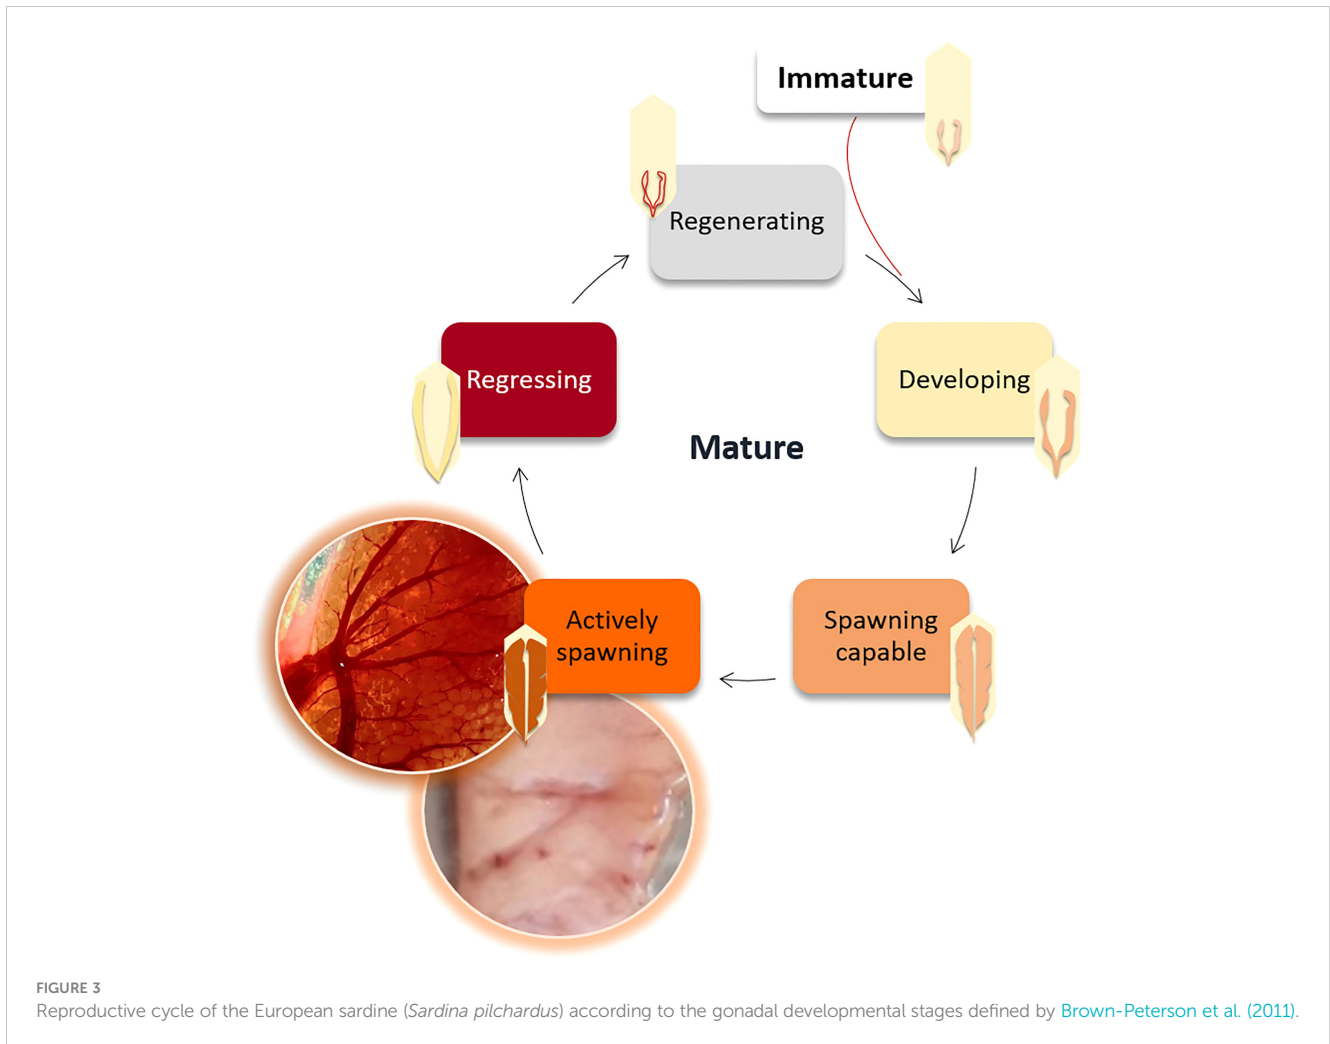 Immature
Regenerating
Regressing
Developing
Mature
Actively
spawning
Spawning
capable
FIGURE 3
Reproductive cycle of the European sardine (Sardina pilchardus) according to the gonadal developmental stages defined by Brown-Peterson et al. (2011).